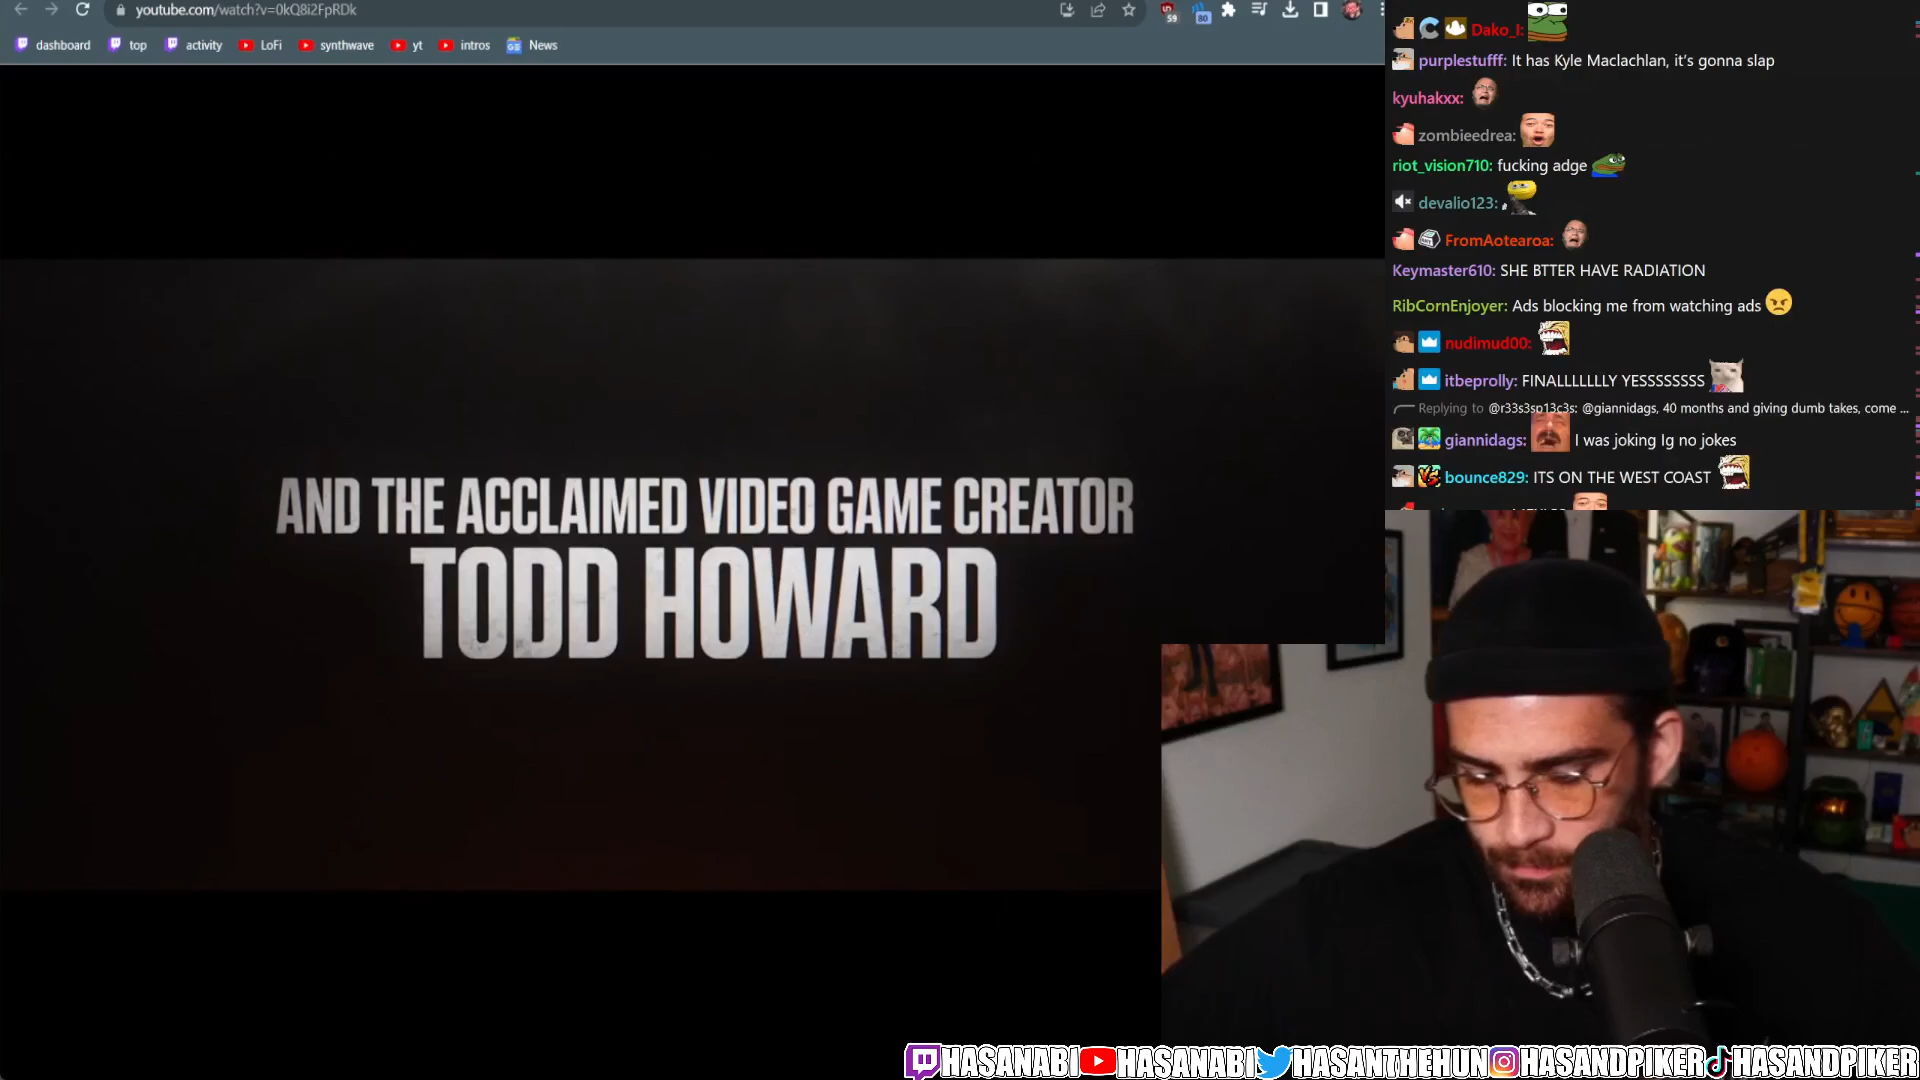 youtube.com/watch?v=0kQ8i2FpRDk
59
80
dashboard
top
activity
LoFi
synthwave
yt
intros
News
AND THE ACCLAIMED VIDEO GAME CREATOR
TODD HOWARD
Dako_I:
purplestufff: It has Kyle Maclachlan, it's gonna slap
kyuhakxx:
zombieedrea:
riot_vision710: fucking adge
devalio123:
FromAotearoa:
Keymaster610: SHE BTTER HAVE RADIATION
RibCornEnjoyer: Ads blocking me from watching ads
nudimud00:
itbeprolly: FINALLLLLLLY YESSSSSSSS
Replying to @r33s3sp13c3s: @giannidags, 40 months and giving dumb takes, come ...
giannidags: I was joking Ig no jokes
bounce829: ITS ON THE WEST COAST
HASANABI HASANABI HASANTHEHUN HASANDPIKER HASANDPIKER